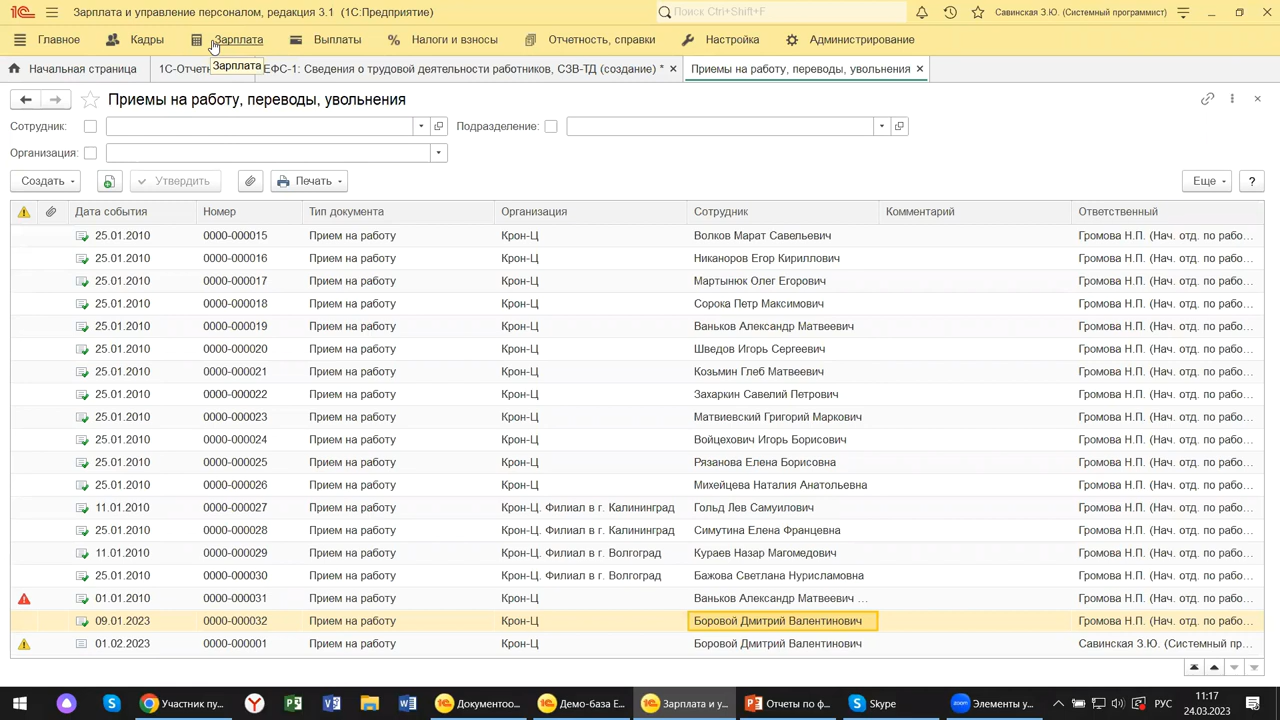 Зарплата и управление персоналом, редакция 3.1 (1С:Предприятие)
Поиск Ctrl+Shift+F
Савинская З.Ю. (Системный программист)
Главное Кадры Зарплата Выплаты Налоги и взносы Отчетность, справки Настройка Администрирование
Начальная страница 1С-Отчет ЕФС-1: Сведения о трудовой деятельности работников, СЗВ-ТД (создание) * Приемы на работу, переводы, увольнения
Зарплата
Приемы на работу, переводы, увольнения
Сотрудник: Подразделение:
Организация:
Создать Утвердить Печать Еще ?
Дата события Номер Тип документа Организация Сотрудник Комментарий Ответственный
25.01.2010 0000-000015 Прием на работу Крон-Ц Волков Марат Савельевич Громова Н.П. (Нач. отд. по рабо...
25.01.2010 0000-000016 Прием на работу Крон-Ц Никаноров Егор Кириллович Громова Н.П. (Нач. отд. по рабо...
25.01.2010 0000-000017 Прием на работу Крон-Ц Мартынюк Олег Егорович Громова Н.П. (Нач. отд. по рабо...
25.01.2010 0000-000018 Прием на работу Крон-Ц Сорока Петр Максимович Громова Н.П. (Нач. отд. по рабо...
25.01.2010 0000-000019 Прием на работу Крон-Ц Ваньков Александр Матвеевич Громова Н.П. (Нач. отд. по рабо...
25.01.2010 0000-000020 Прием на работу Крон-Ц Шведов Игорь Сергеевич Громова Н.П. (Нач. отд. по рабо...
25.01.2010 0000-000021 Прием на работу Крон-Ц Козьмин Глеб Матвеевич Громова Н.П. (Нач. отд. по рабо...
25.01.2010 0000-000022 Прием на работу Крон-Ц Захаркин Савелий Петрович Громова Н.П. (Нач. отд. по рабо...
25.01.2010 0000-000023 Прием на работу Крон-Ц Матвиевский Григорий Маркович Громова Н.П. (Нач. отд. по рабо...
25.01.2010 0000-000024 Прием на работу Крон-Ц Войцехович Игорь Борисович Громова Н.П. (Нач. отд. по рабо...
25.01.2010 0000-000025 Прием на работу Крон-Ц Рязанова Елена Борисовна Громова Н.П. (Нач. отд. по рабо...
25.01.2010 0000-000026 Прием на работу Крон-Ц Михейцева Наталия Анатольевна Громова Н.П. (Нач. отд. по рабо...
11.01.2010 0000-000027 Прием на работу Крон-Ц. Филиал в г. Калининград Гольд Лев Самуилович Громова Н.П. (Нач. отд. по рабо...
25.01.2010 0000-000028 Прием на работу Крон-Ц. Филиал в г. Калининград Симутина Елена Францевна Громова Н.П. (Нач. отд. по рабо...
11.01.2010 0000-000029 Прием на работу Крон-Ц. Филиал в г. Волгоград Кураев Назар Магомедович Громова Н.П. (Нач. отд. по рабо...
25.01.2010 0000-000030 Прием на работу Крон-Ц. Филиал в г. Волгоград Бажова Светлана Нурисламовна Громова Н.П. (Нач. отд. по рабо...
01.01.2010 0000-000031 Прием на работу Крон-Ц Ваньков Александр Матвеевич ... Громова Н.П. (Нач. отд. по рабо...
09.01.2023 0000-000032 Прием на работу Крон-Ц Боровой Дмитрий Валентинович Громова Н.П. (Нач. отд. по рабо...
01.02.2023 0000-000001 Прием на работу Крон-Ц Боровой Дмитрий Валентинович Савинская З.Ю. (Системный пр...
Участник пу... Документоо... Демо-база Е... Зарплата и у... Отчеты по ф... Skype Элементы у... РУС 11:17
24.03.2023